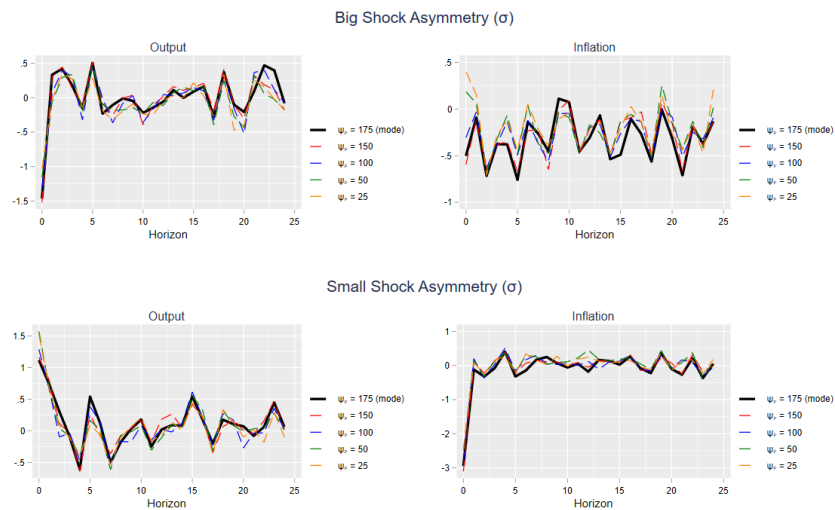 Big Shock Asymmetry (σ)
Output
Inflation
.5
0
-.5
-1
-1.5
0 5 10 15 20 25
Horizon
ψₚ = 175 (mode)
ψₚ = 150
ψₚ = 100
ψₚ = 50
ψₚ = 25
.5
0
-.5
-1
0 5 10 15 20 25
Horizon
ψₚ = 175 (mode)
ψₚ = 150
ψₚ = 100
ψₚ = 50
ψₚ = 25
Small Shock Asymmetry (σ)
Output
Inflation
1.5
1
.5
0
-.5
0 5 10 15 20 25
Horizon
ψₚ = 175 (mode)
ψₚ = 150
ψₚ = 100
ψₚ = 50
ψₚ = 25
1
0
-1
-2
-3
0 5 10 15 20 25
Horizon
ψₚ = 175 (mode)
ψₚ = 150
ψₚ = 100
ψₚ = 50
ψₚ = 25